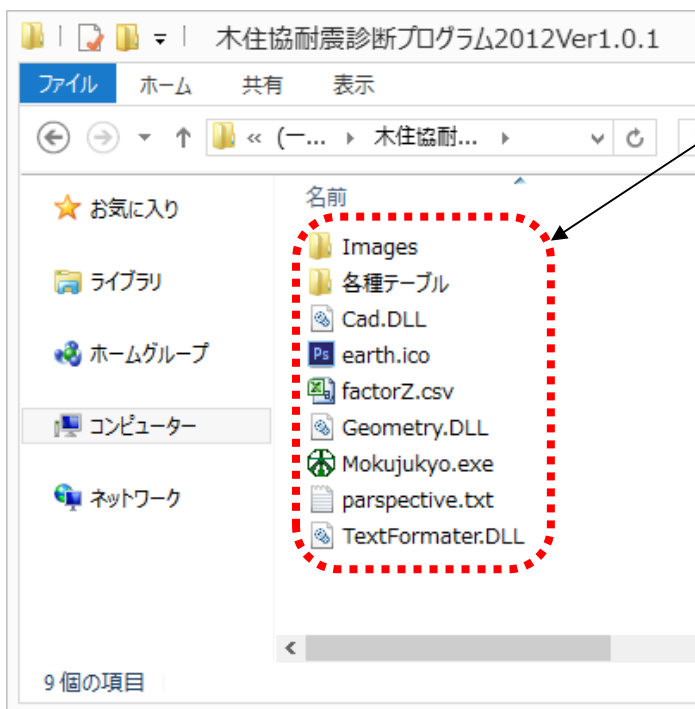 木住協耐震診断プログラム2012Ver1.0.1
ファイル ホーム 共有 表示
« (一... 木住協耐...
お気に入り
ライブラリ
ホームグループ
コンピューター
ネットワーク
名前
Images
各種テーブル
Cad.DLL
Ps earth.ico
factorZ.csv
Geometry.DLL
Mokujukyo.exe
parspective.txt
TextFormater.DLL
9 個の項目